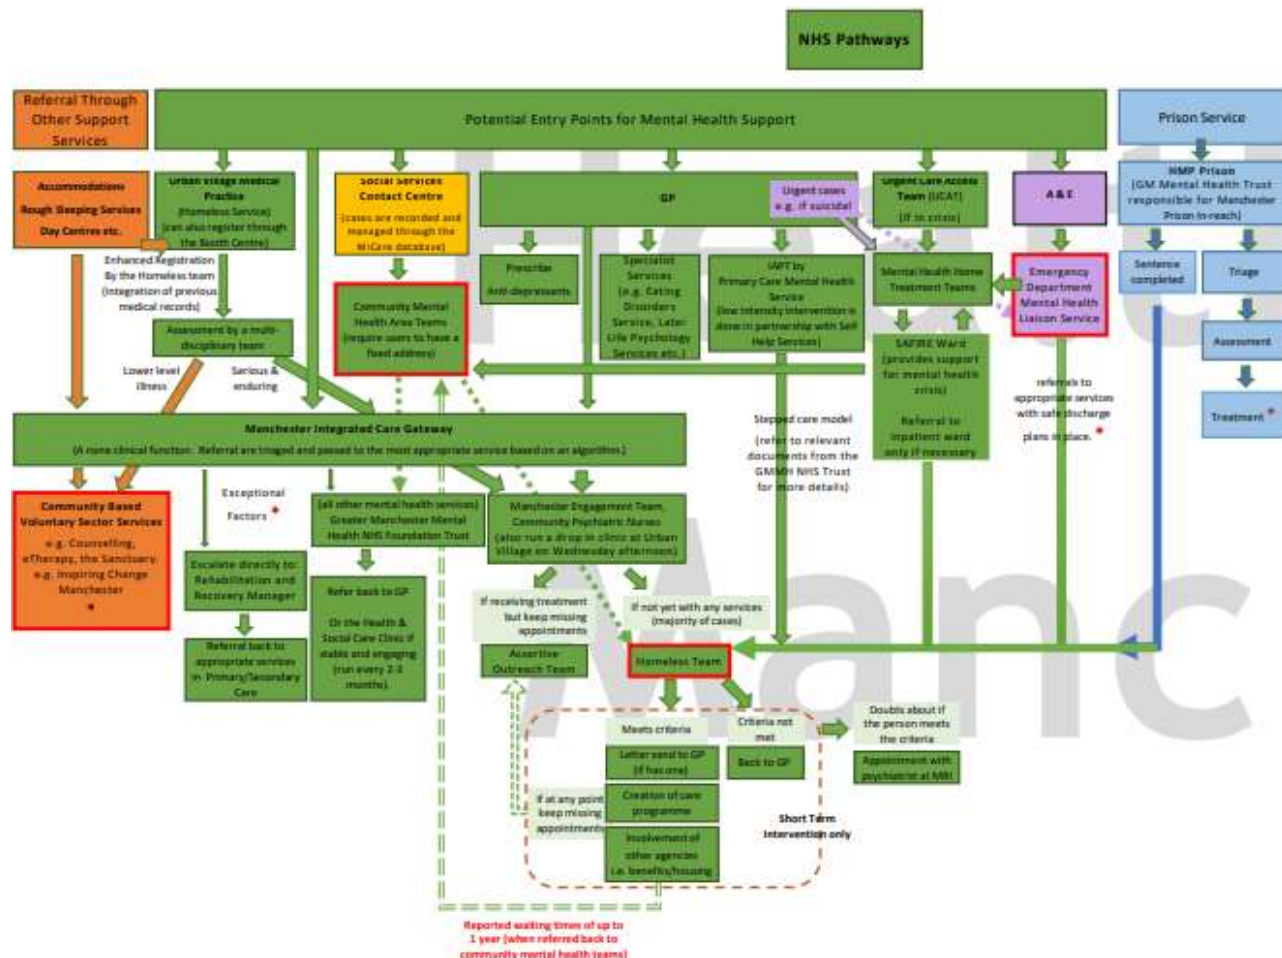 NHS Pathways
Referral Through
Other Support
Services
Potential Entry Points for Mental Health Support
Prison Service
Accommodations
Rough Sleeping Services
Day Centres etc.
Urban Village Medical
Practice
(Homeless Service)
(can also register through
the Booth Centre)
Social Services
Contact Centre
(cases are recorded and
managed through the
MiCare database)
GP
Urgent cases
e.g. if suicidal
Urgent Care Access
Team (UCAT)
(If in crisis)
A & E
HMP Prison
(GM Mental Health Trust
responsible for Manchester
Prison In-reach)
Enhanced Registration
By the Homeless team
(integration of previous
medical records)
Prescribe
Anti-depressants
Specialist
Services
(e.g. Eating
Disorders
Service, Later
Life Psychology
Services etc.)
IAPT by
Primary Care Mental Health
Service
(low intensity intervention is
done in partnership with Self
Help Services)
Mental Health Home
Treatment Teams
Emergency
Department
Mental Health
Liaison Service
Sentence
completed
Triage
Community Mental
Health Area Teams
(require users to have a
fixed address)
Assessment by a multi-
disciplinary team
Lower level
illness
Serious &
enduring
SAFIRE Ward
(provides support
for mental health
crisis)
Referral to
inpatient ward
only if necessary
Assessment
referrals to
appropriate services
with safe discharge
plans in place. *
Treatment *
Manchester Integrated Care Gateway
(A none clinical function. Referral are triaged and passed to the most appropriate service based on an algorithm.)
Stepped care model
(refer to relevant
documents from the
GMMH NHS Trust
for more details)
Community Based
Voluntary Sector Services
e.g. Counselling,
eTherapy, the Sanctuary.
e.g. Inspiring Change
Manchester
*
Exceptional
Factors *
(all other mental health services)
Greater Manchester Mental
Health NHS Foundation Trust
Manchester Engagement Team,
Community Psychiatric Nurses
(also run a drop in clinic at Urban
Village on Wednesday afternoon)
Escalate directly to:
Rehabilitation and
Recovery Manager
Refer back to GP
Or the Health &
Social Care Clinic if
stable and engaging
(run every 2-3
months).
If receiving treatment
but keep missing
appointments
If not yet with any services
(majority of cases)
Referral back to
appropriate services
in Primary/Secondary
Care
Assertive
Outreach Team
Homeless Team
Meets criteria
Criteria not
met
Doubts about if
the person meets
the criteria
Letter send to GP
(if has one)
Back to GP
Appointment with
psychiatrist at MRI
If at any point
keep missing
appointments
Creation of care
programme
Short Term
Intervention only
Involvement of
other agencies
i.e. benefits/housing
Reported waiting times of up to
1 year (when referred back to
community mental health teams)
Manc